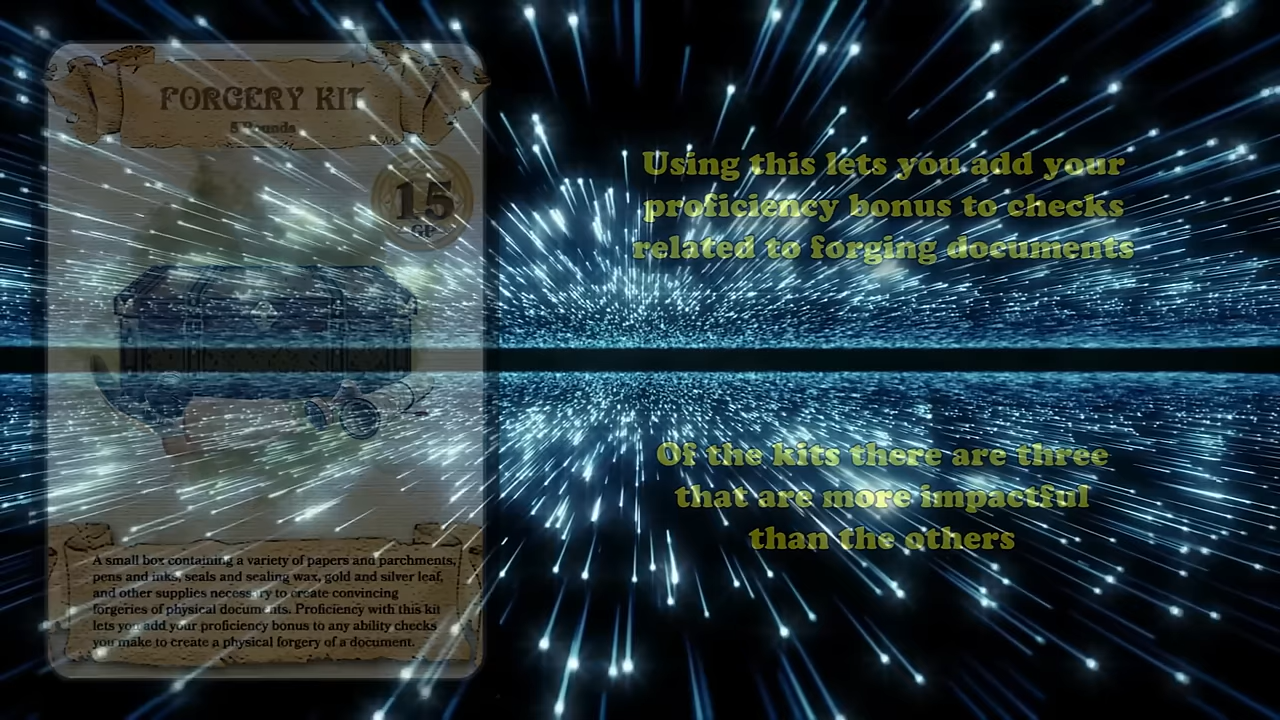 FORGERY KIT
5 Pounds
15
GP
A small box containing a variety of papers and parchments,
pens and inks, seals and sealing wax, gold and silver leaf,
and other supplies necessary to create convincing
forgeries of physical documents. Proficiency with this kit
lets you add your proficiency bonus to any ability checks
you make to create a physical forgery of a document.
Using this lets you add your
proficiency bonus to checks
related to forging documents
Of the kits there are three
that are more impactful
than the others